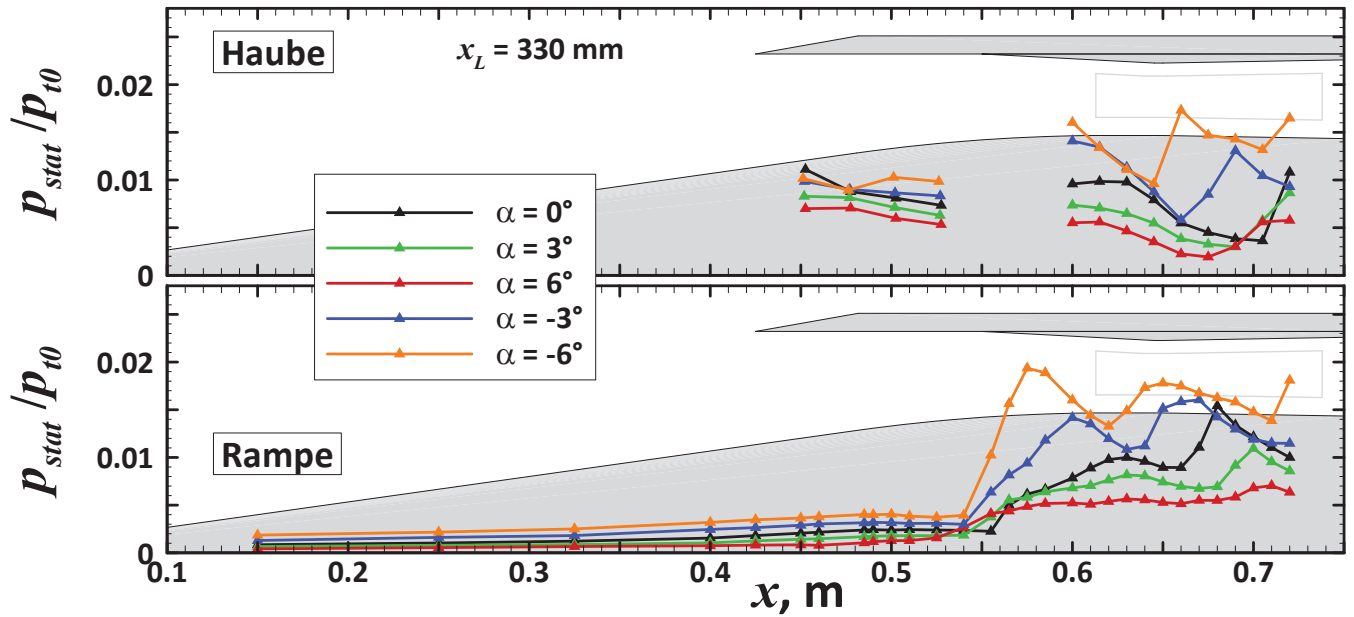 Haube
x_L = 330 mm
p_stat /p_t0
0.02
0.01
0
α = 0°
α = 3°
α = 6°
α = -3°
α = -6°
Rampe
p_stat /p_t0
0.02
0.01
0
0.1 0.2 0.3 0.4 0.5 0.6 0.7
x, m